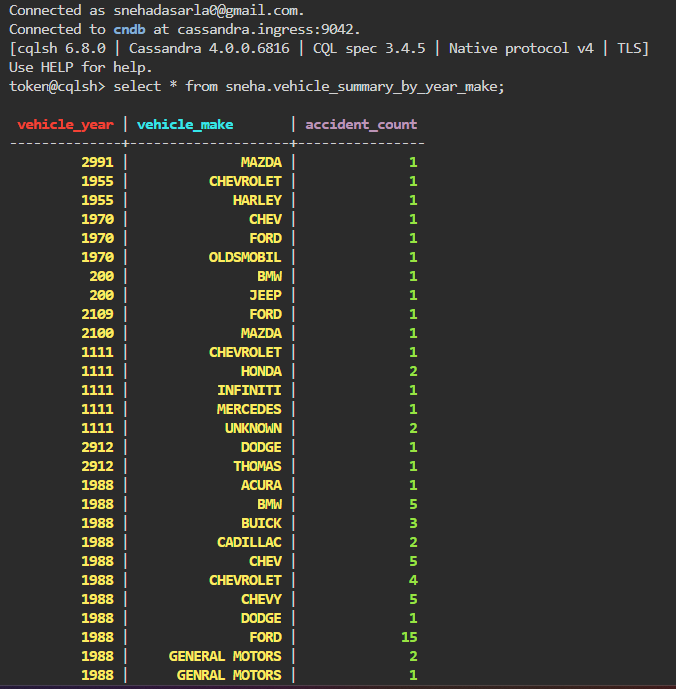 Connected as snehadasarla0@gmail.com.
Connected to cndb at cassandra.ingress:9042.
[cqlsh 6.8.0 | Cassandra 4.0.0.6816 | CQL spec 3.4.5 | Native protocol v4 | TLS]
Use HELP for help.
token@cqlsh> select * from sneha.vehicle_summary_by_year_make;
 vehicle_year | vehicle_make       | accident_count
--------------+--------------------+----------------
         2991 |              MAZDA |              1
         1955 |          CHEVROLET |              1
         1955 |             HARLEY |              1
         1970 |               CHEV |              1
         1970 |               FORD |              1
         1970 |          OLDSMOBIL |              1
          200 |                BMW |              1
          200 |               JEEP |              1
         2109 |               FORD |              1
         2100 |              MAZDA |              1
         1111 |          CHEVROLET |              1
         1111 |              HONDA |              2
         1111 |           INFINITI |              1
         1111 |           MERCEDES |              1
         1111 |            UNKNOWN |              2
         2912 |              DODGE |              1
         2912 |             THOMAS |              1
         1988 |              ACURA |              1
         1988 |                BMW |              5
         1988 |              BUICK |              3
         1988 |           CADILLAC |              2
         1988 |               CHEV |              5
         1988 |          CHEVROLET |              4
         1988 |              CHEVY |              5
         1988 |              DODGE |              1
         1988 |               FORD |             15
         1988 |     GENERAL MOTORS |              2
         1988 |      GENRAL MOTORS |              1